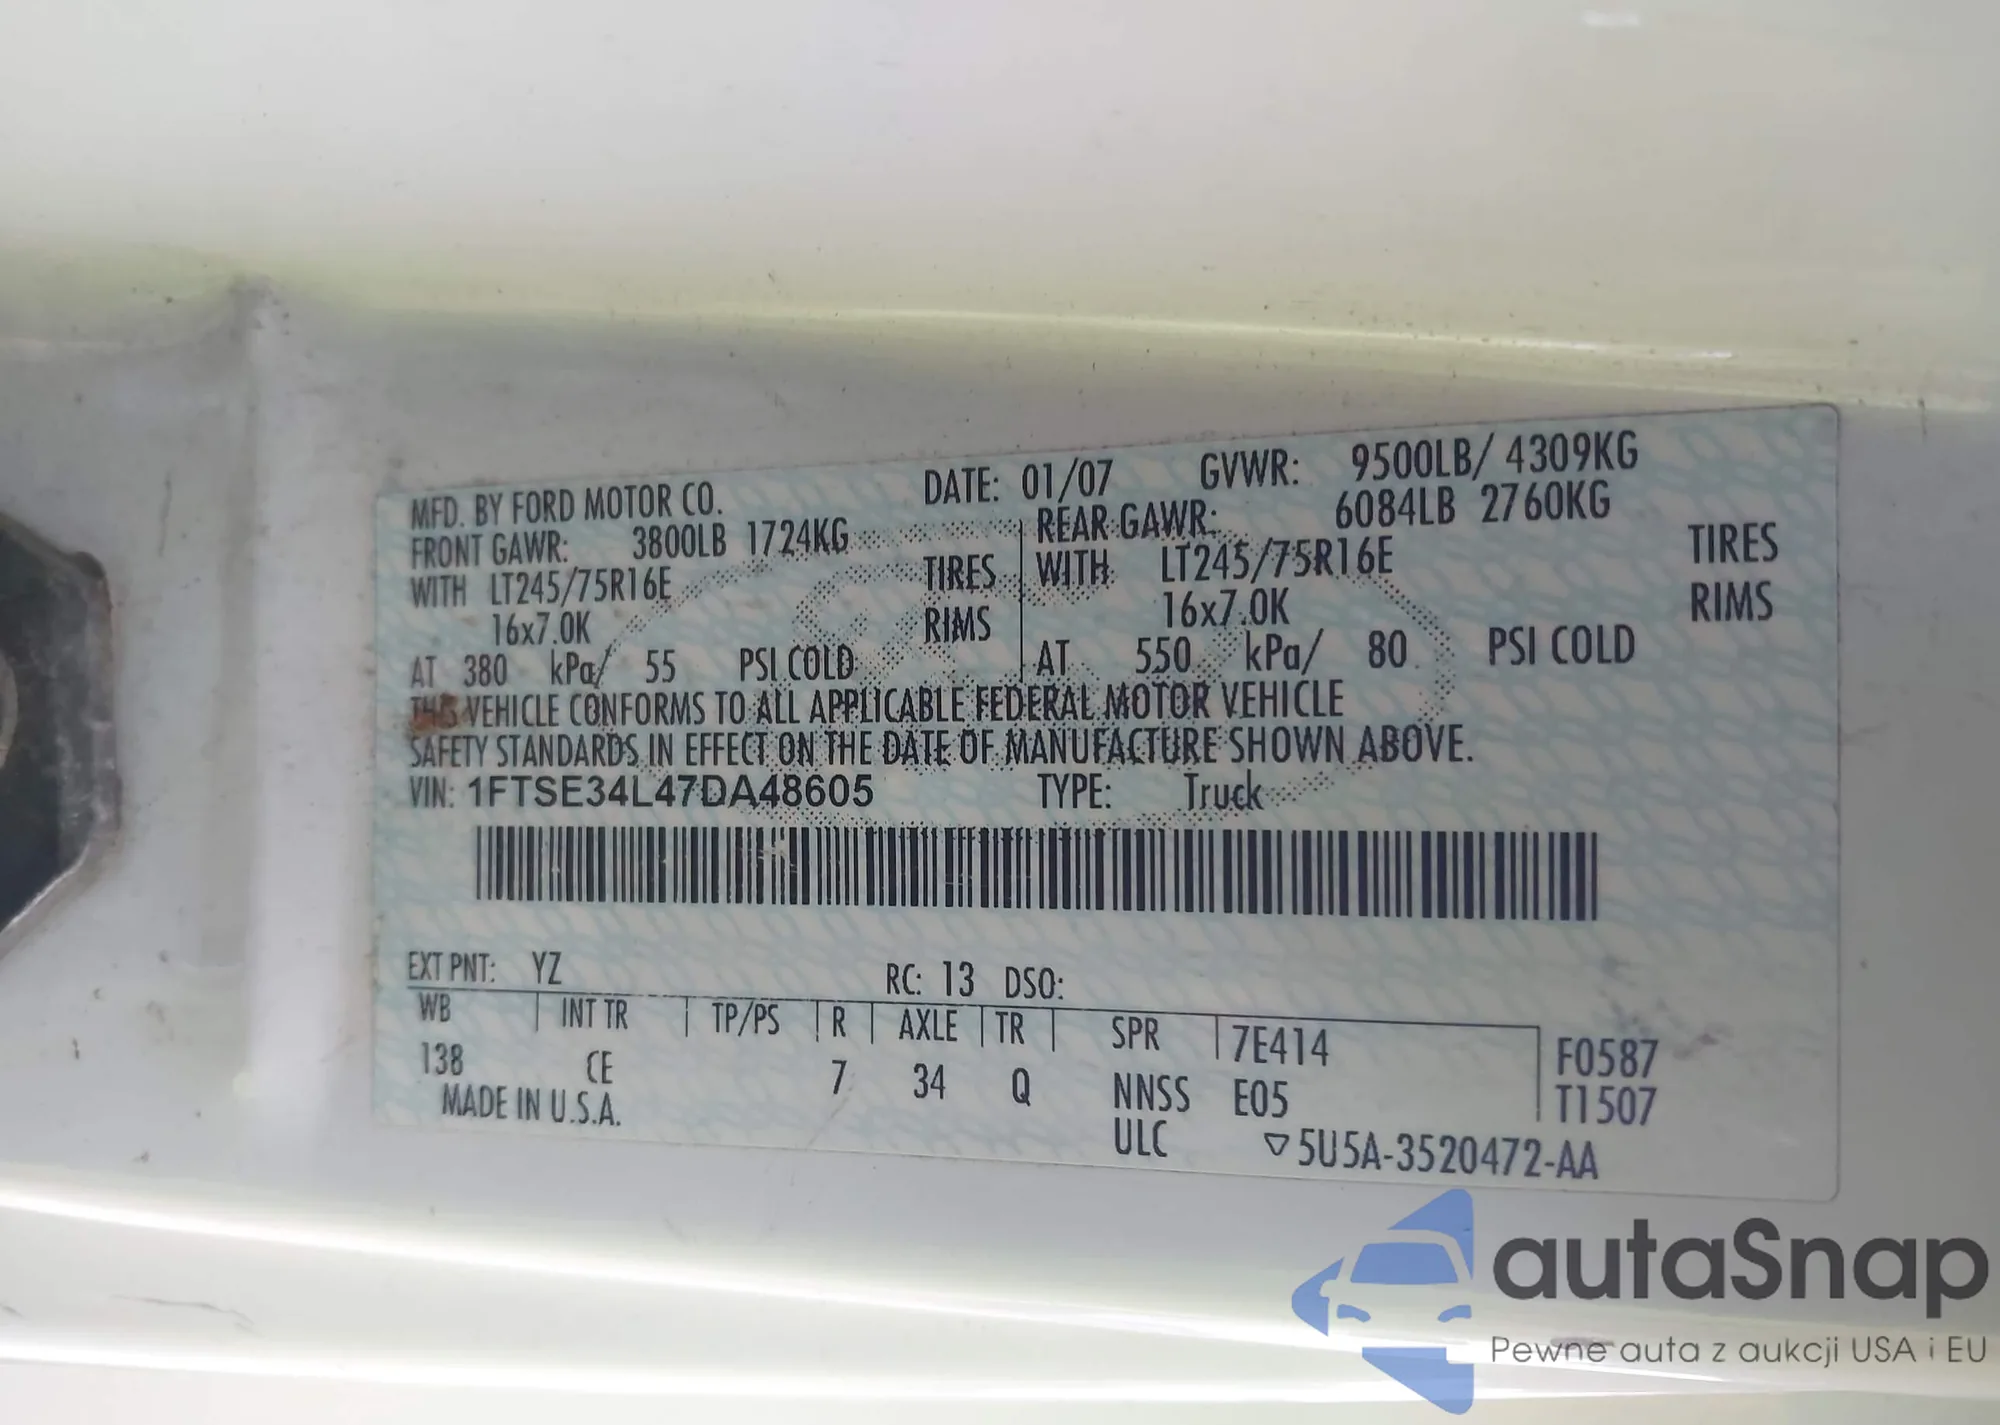 MFD. BY FORD MOTOR CO. DATE: 01/07 GVWR: 9500LB/ 4309KG
FRONT GAWR: 3800LB 1724KG REAR GAWR: 6084LB 2760KG
WITH LT245/75R16E TIRES WITH LT245/75R16E TIRES
16x7.0K RIMS 16x7.0K RIMS
AT 380 kPa/ 55 PSI COLD AT 550 kPa/ 80 PSI COLD
THIS VEHICLE CONFORMS TO ALL APPLICABLE FEDERAL MOTOR VEHICLE
SAFETY STANDARDS IN EFFECT ON THE DATE OF MANUFACTURE SHOWN ABOVE.
VIN: 1FTSE34L47DA48605 TYPE: Truck
EXT PNT: YZ RC: 13 DSO:
WB INT TR TP/PS R AXLE TR SPR 7E414 F0587
138 CE 7 34 Q NNSS E05 T1507
MADE IN U.S.A. ULC ▽5U5A-3520472-AA
autaSnap
Pewne auta z aukcji USA i EU